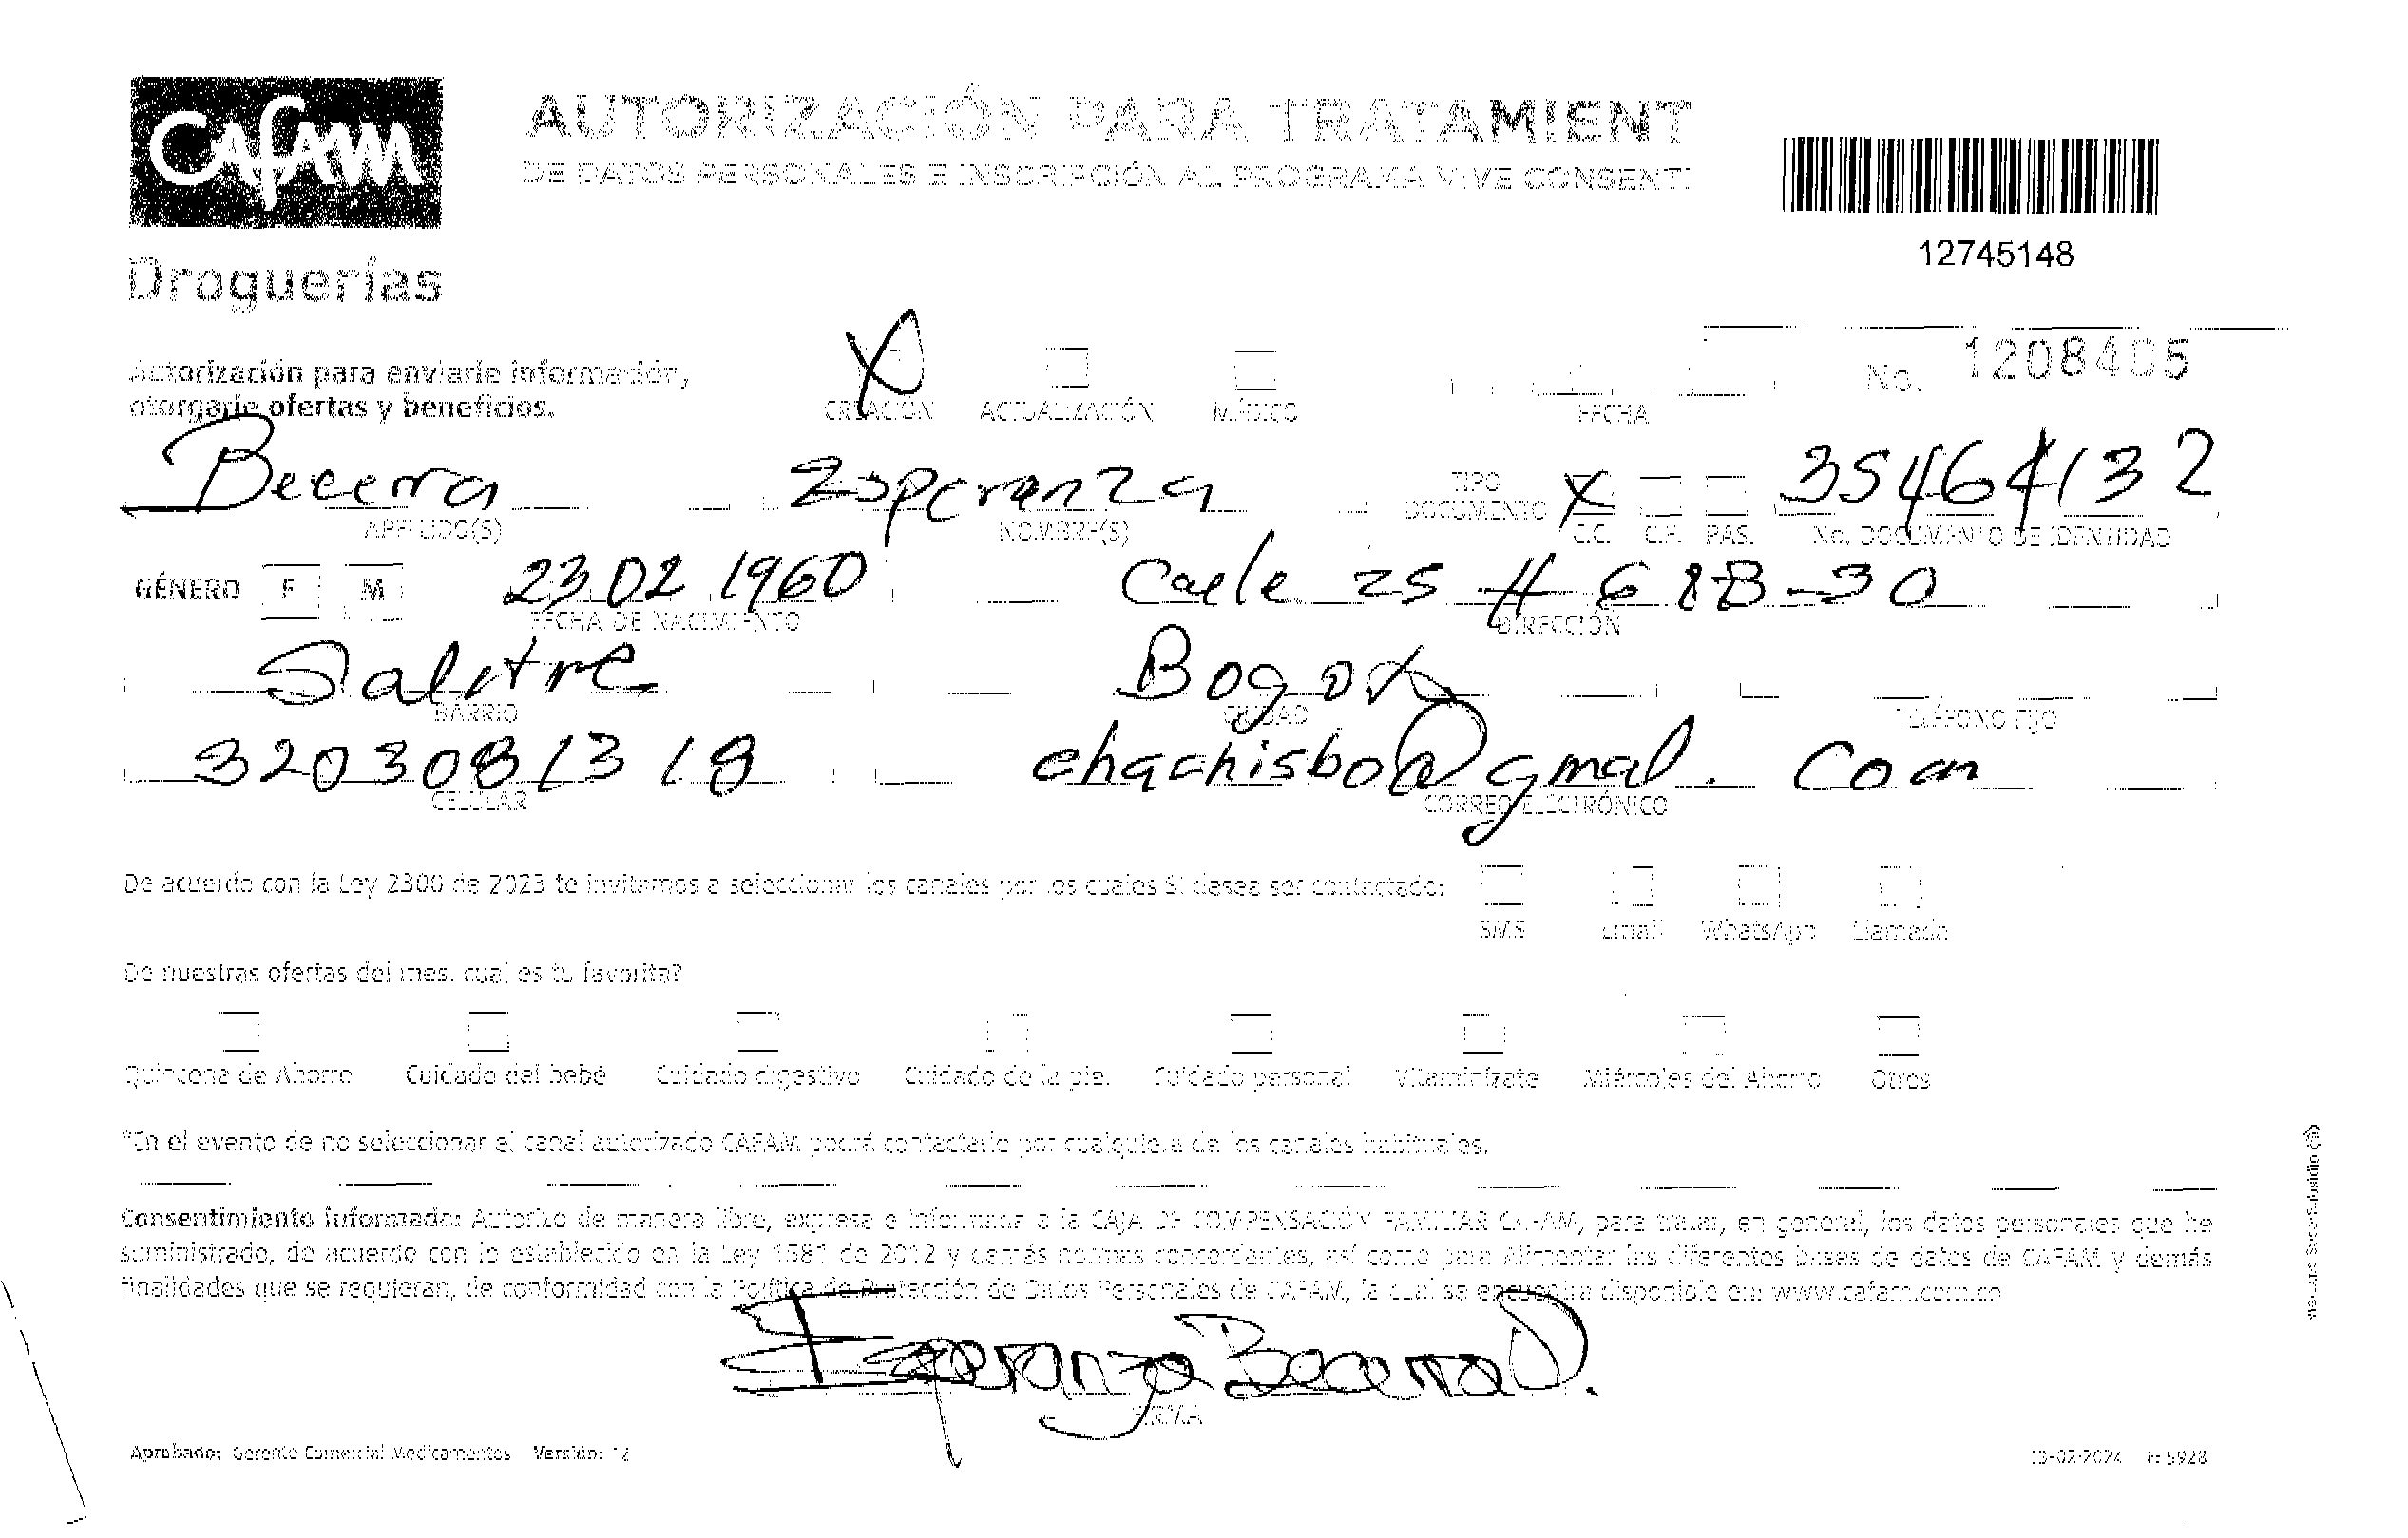 Cafam
Droguerías
AUTORIZACIÓN PARA TRATAMIENT
DE DATOS PERSONALES E INSCRIPCIÓN AL PROGRAMA VIVE CONSENTI
12745148
Autorización para enviarle información,
otorgarle ofertas y beneficios.
CREACIÓN ACTUALIZACIÓN MÉDICO FECHA No. 1208405
Becerra Esperanza TIPO DOCUMENTO X 35464132
APELLIDO(S) NOMBRE(S) C.C. C.E. PAS. No. DOCUMENTO DE IDENTIDAD
GÉNERO F M 23 02 1960 Calle 25 # 68B-30
FECHA DE NACIMIENTO DIRECCIÓN
Salitre Bogota
BARRIO CIUDAD TELÉFONO FIJO
3203081318 chachisbo@gmal.com
CELULAR CORREO ELECTRÓNICO
De acuerdo con la Ley 2300 de 2023 te invitamos a seleccionar los canales por los cuales SI desea ser contactado:
SMS Email WhatsApp Llamada
De nuestras ofertas del mes, cual es tu favorita?
Quincena de Ahorro Cuidado del bebé Cuidado digestivo Cuidado de la piel Cuidado personal Vitaminízate Miércoles del Ahorro Otros
*En el evento de no seleccionar el canal autorizado CAFAM podrá contactarlo por cualquiera de los canales habituales.
Consentimiento informado: Autorizo de manera libre, expresa e informada a la CAJA DE COMPENSACIÓN FAMILIAR CAFAM, para tratar, en general, los datos personales que he
suministrado, de acuerdo con lo establecido en la Ley 1581 de 2012 y demás normas concordantes, así como para alimentar las diferentes bases de datos de CAFAM y demás
finalidades que se requieran, de conformidad con la Política de Protección de Datos Personales de CAFAM, la cual se encuentra disponible en: www.cafam.com.co
Esperanza Becerra D.
FIRMA
Aprobado: Gerente Comercial Medicamentos Versión: 12
13-02-2024 F: 5928